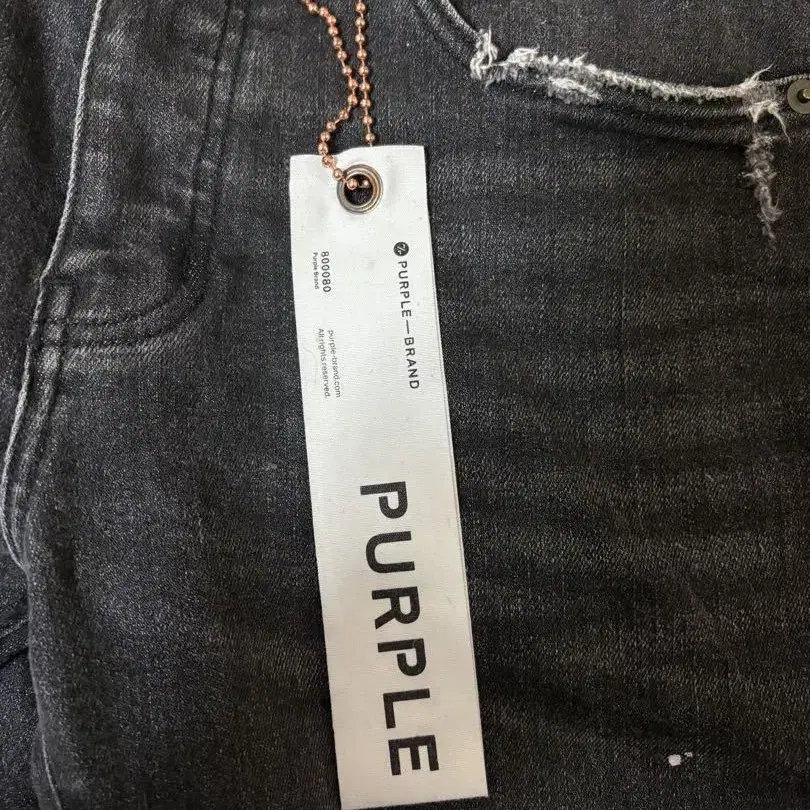 PURPLE—BRAND
800080
Purple Brand
purple-brand.com
All rights reserved.
PURPLE